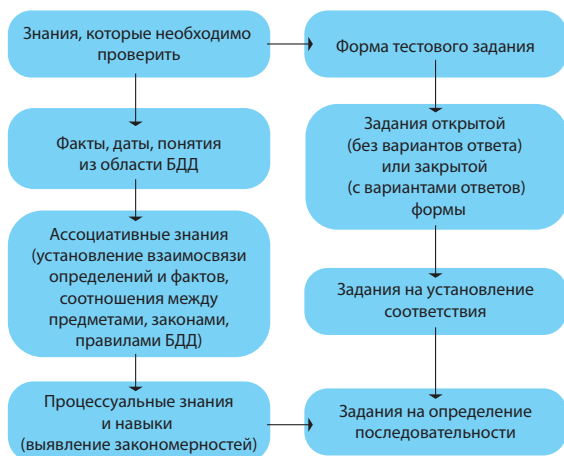 Знания, которые необходимо
проверить
Форма тестового задания
Факты, даты, понятия
из области БДД
Задания открытой
(без вариантов ответа)
или закрытой
(с вариантами ответов)
формы
Ассоциативные знания
(установление взаимосвязи
определений и фактов,
соотношения между
предметами, законами,
правилами БДД)
Задания на установление
соответствия
Процессуальные знания
и навыки
(выявление закономерностей)
Задания на определение
последовательности